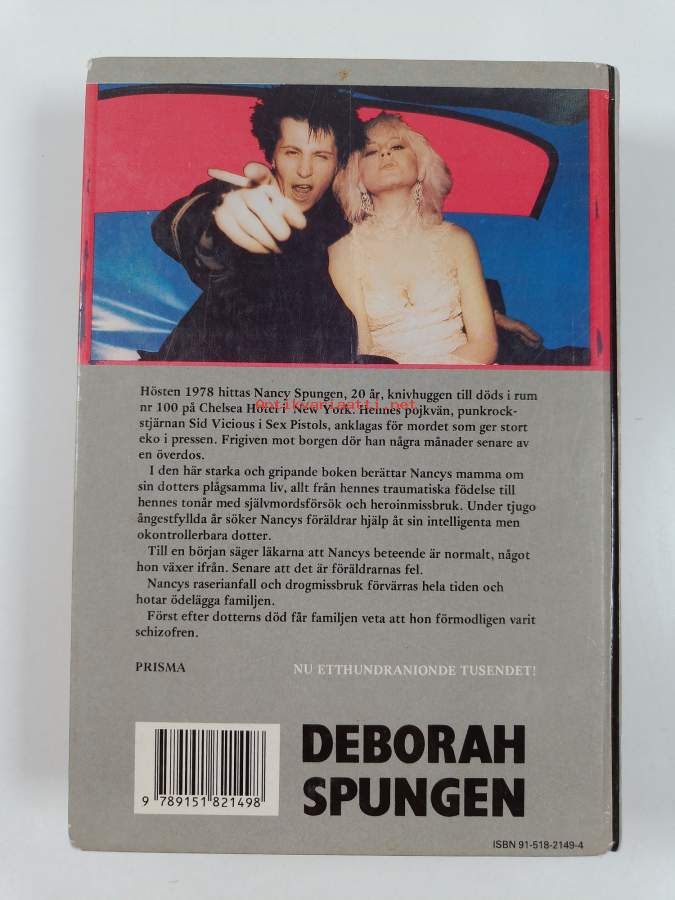 Hösten 1978 hittas Nancy Spungen, 20 år, knivhuggen till döds i rum
nr 100 på Chelsea Hotel i New York. Hennes pojkvän, punkrock-
stjärnan Sid Vicious i Sex Pistols, anklagas för mordet som ger stort
eko i pressen. Frigiven mot borgen dör han några månader senare av
en överdos.
I den här starka och gripande boken berättar Nancys mamma om
sin dotters plågsamma liv, allt från hennes traumatiska födelse till
hennes tonår med självmordsförsök och heroinmissbruk. Under tjugo
ångestfyllda år söker Nancys föräldrar hjälp åt sin intelligenta men
okontrollerbara dotter.
Till en början säger läkarna att Nancys beteende är normalt, något
hon växer ifrån. Senare att det är föräldrarnas fel.
Nancys raserianfall och drogmissbruk förvärras hela tiden och
hotar ödelägga familjen.
Först efter dotterns död får familjen veta att hon förmodligen varit
schizofren.
PRISMA NU ETTHUNDRANIONDE TUSENDET!
DEBORAH
SPUNGEN
9 789151 821498
ISBN 91-518-2149-4
Antikvariaatti.net